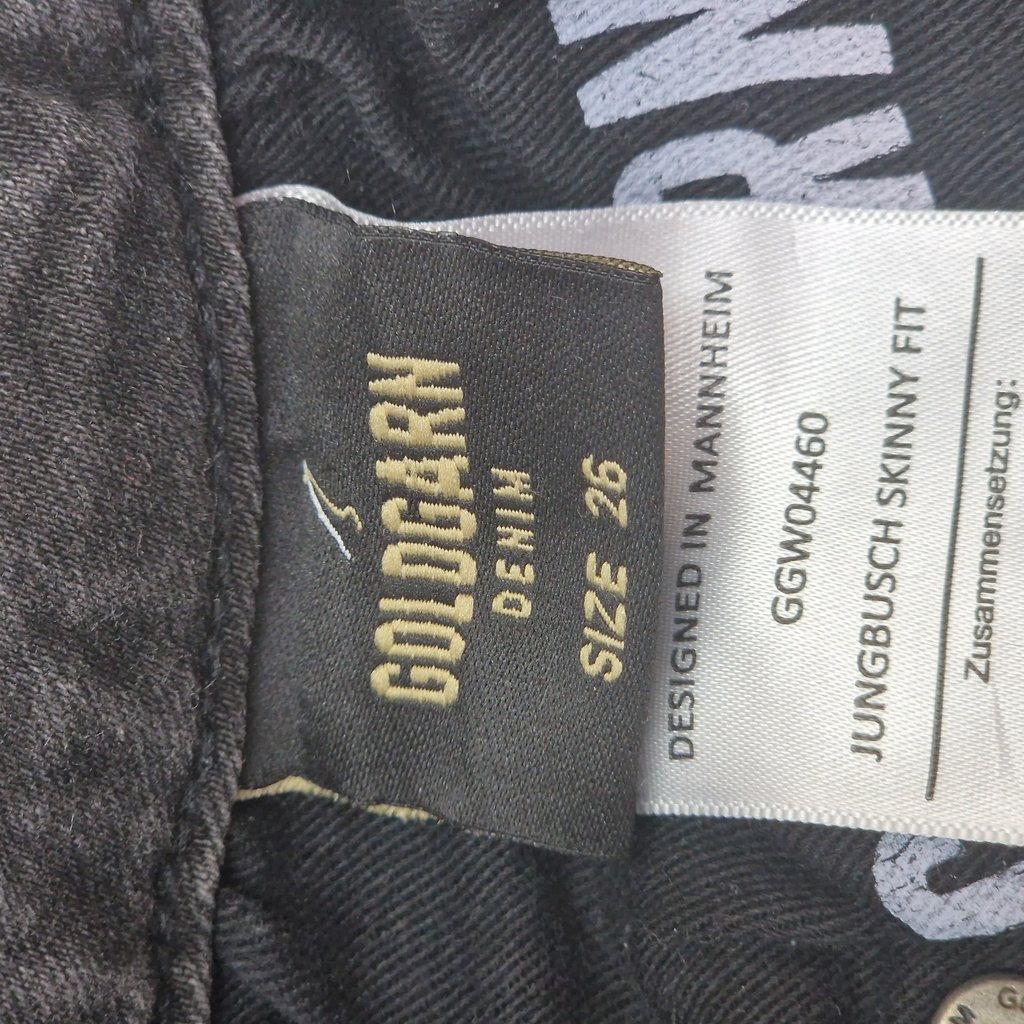 GOLDGARN
DENIM
SIZE 26
DESIGNED IN MANNHEIM
GGW04460
JUNGBUSCH SKINNY FIT
Zusammensetzung: